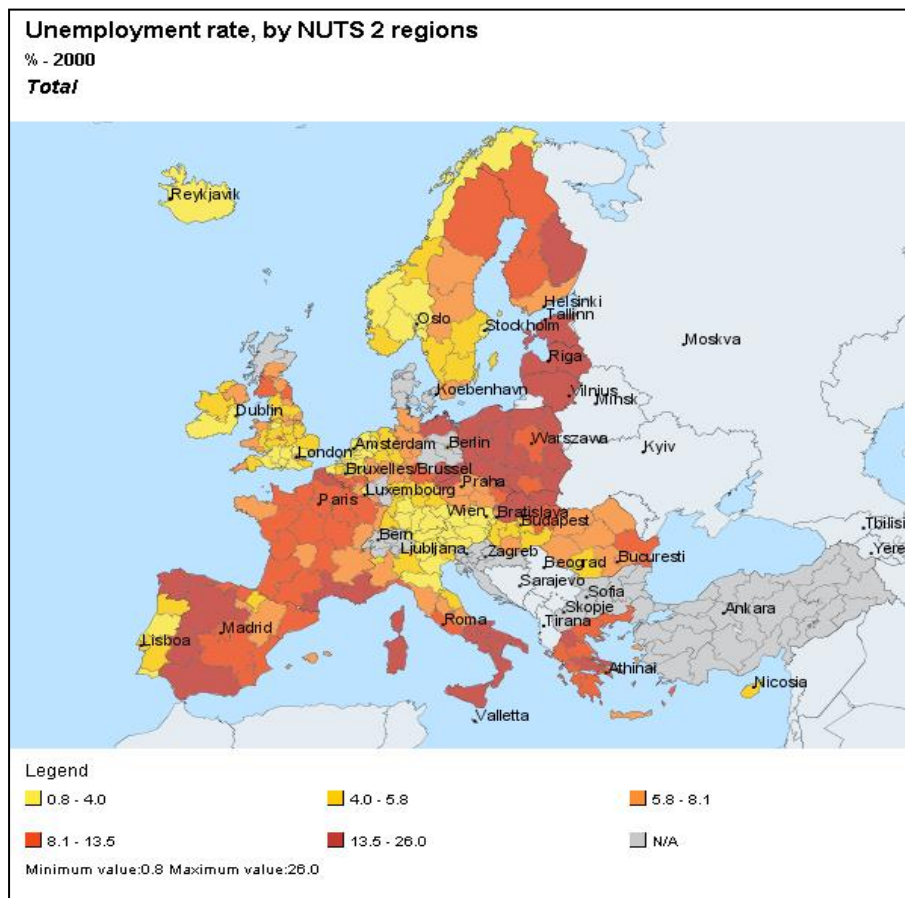 Unemployment rate, by NUTS 2 regions
% - 2000
Total
Reykjavik
Oslo
Helsinki
Tallinn
Stockholm
Riga
Moskva
Koebenhavn
Vilnius
Minsk
Dublin
Amsterdam
Berlin
Warszawa
London
Bruxelles/Brussel
Kyiv
Praha
Luxembourg
Paris
Wien
Bratislava
Budapest
Bern
Ljubljana
Zagreb
Tbilisi
Beograd
Bucuresti
Yere
Sarajevo
Sofia
Skopje
Ankara
Roma
Tirana
Madrid
Lisboa
Athinai
Nicosia
Valletta
Legend
0.8 - 4.0 4.0 - 5.8 5.8 - 8.1
8.1 - 13.5 13.5 - 26.0 N/A
Minimum value:0.8 Maximum value:26.0